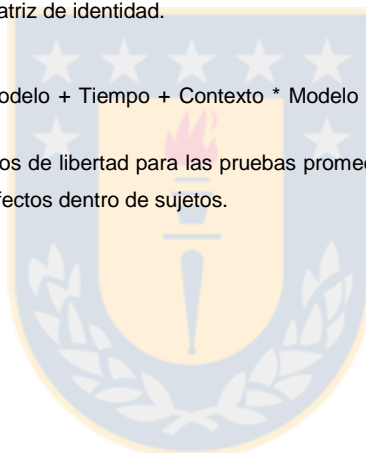 atriz de identidad.
odelo + Tiempo + Contexto * Modelo
os de libertad para las pruebas prome
fectos dentro de sujetos.